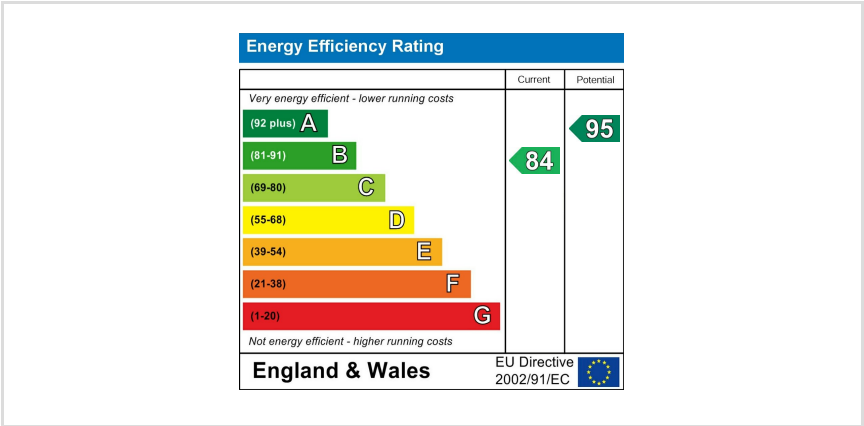 Energy Efficiency Rating
Current Potential
Very energy efficient - lower running costs
(92 plus) A
95
(81-91) B
84
(69-80) C
(55-68) D
(39-54) E
(21-38) F
(1-20) G
Not energy efficient - higher running costs
England & Wales
EU Directive
2002/91/EC